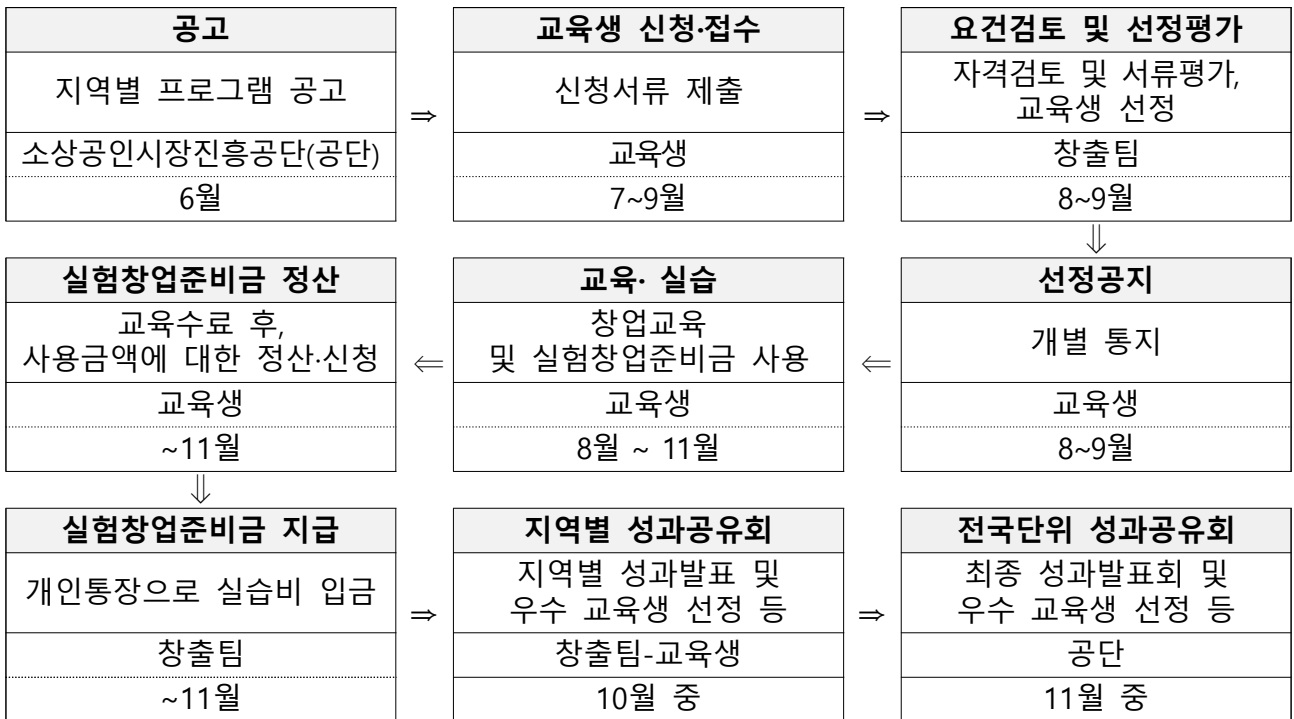 공고
지역별 프로그램 공고
소상공인시장진흥공단(공단)
6월
⇒
교육생 신청·접수
신청서류 제출
교육생
7~9월
⇒
요건검토 및 선정평가
자격검토 및 서류평가,
교육생 선정
창출팀
8~9월
⇓
선정공지
개별 통지
교육생
8~9월
⇐
교육· 실습
창업교육
및 실험창업준비금 사용
교육생
8월 ~ 11월
⇐
실험창업준비금 정산
교육수료 후,
사용금액에 대한 정산·신청
교육생
~11월
⇓
실험창업준비금 지급
개인통장으로 실습비 입금
창출팀
~11월
⇒
지역별 성과공유회
지역별 성과발표 및
우수 교육생 선정 등
창출팀-교육생
10월 중
⇒
전국단위 성과공유회
최종 성과발표회 및
우수 교육생 선정 등
공단
11월 중